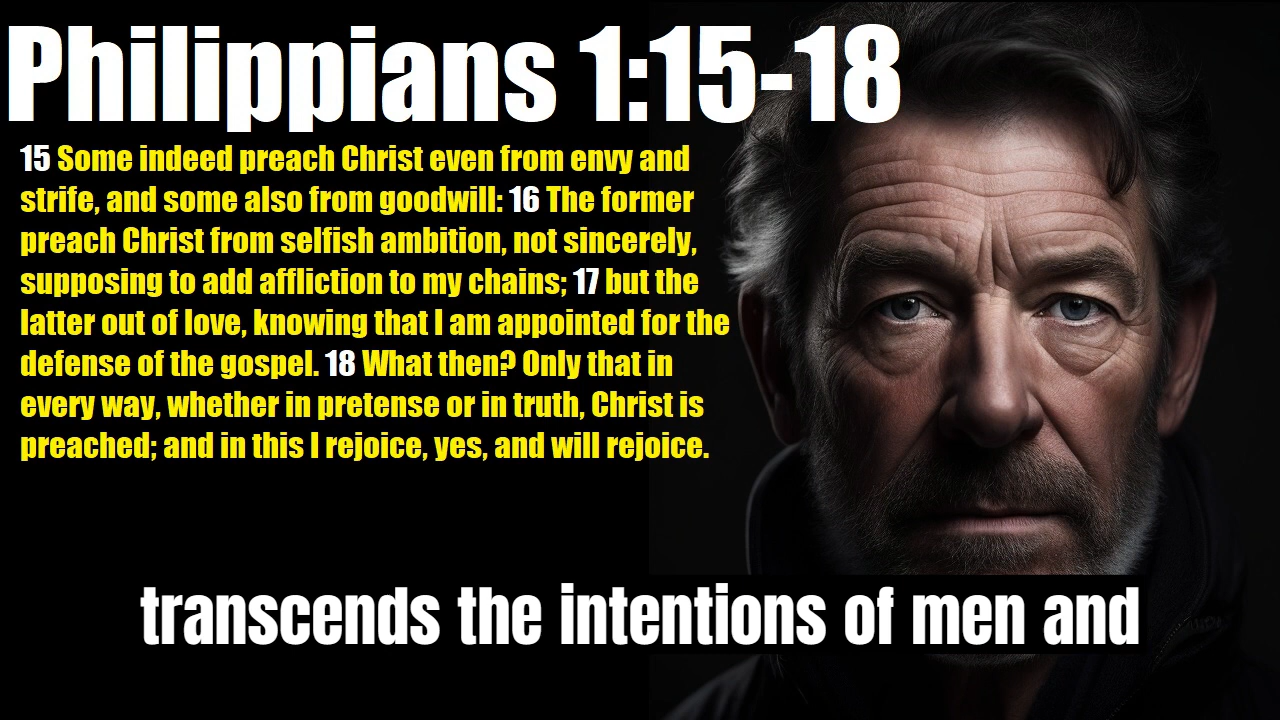 Philippians 1:15-18
15 Some indeed preach Christ even from envy and
strife, and some also from goodwill: 16 The former
preach Christ from selfish ambition, not sincerely,
supposing to add affliction to my chains; 17 but the
latter out of love, knowing that I am appointed for the
defense of the gospel. 18 What then? Only that in
every way, whether in pretense or in truth, Christ is
preached; and in this I rejoice, yes, and will rejoice.
transcends the intentions of men and